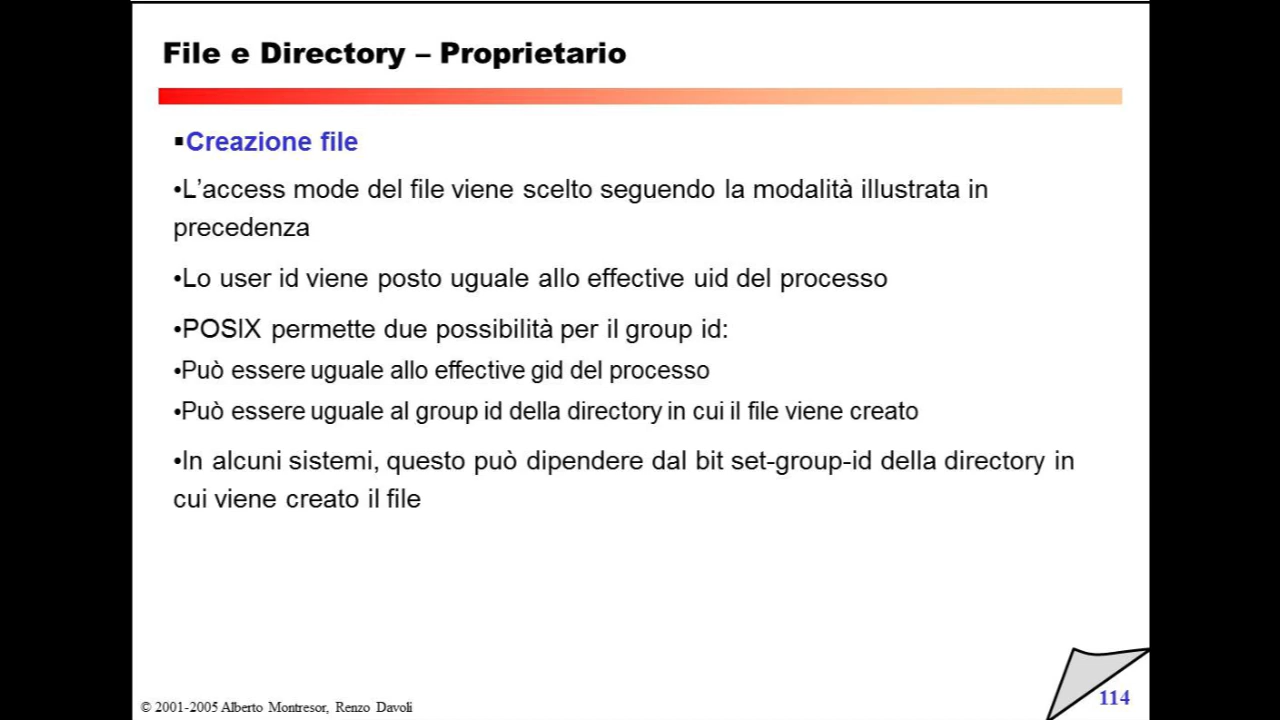 File e Directory – Proprietario
▪Creazione file
•L’access mode del file viene scelto seguendo la modalità illustrata in
precedenza
•Lo user id viene posto uguale allo effective uid del processo
•POSIX permette due possibilità per il group id:
•Può essere uguale allo effective gid del processo
•Può essere uguale al group id della directory in cui il file viene creato
•In alcuni sistemi, questo può dipendere dal bit set-group-id della directory in
cui viene creato il file
© 2001-2005 Alberto Montresor, Renzo Davoli
114